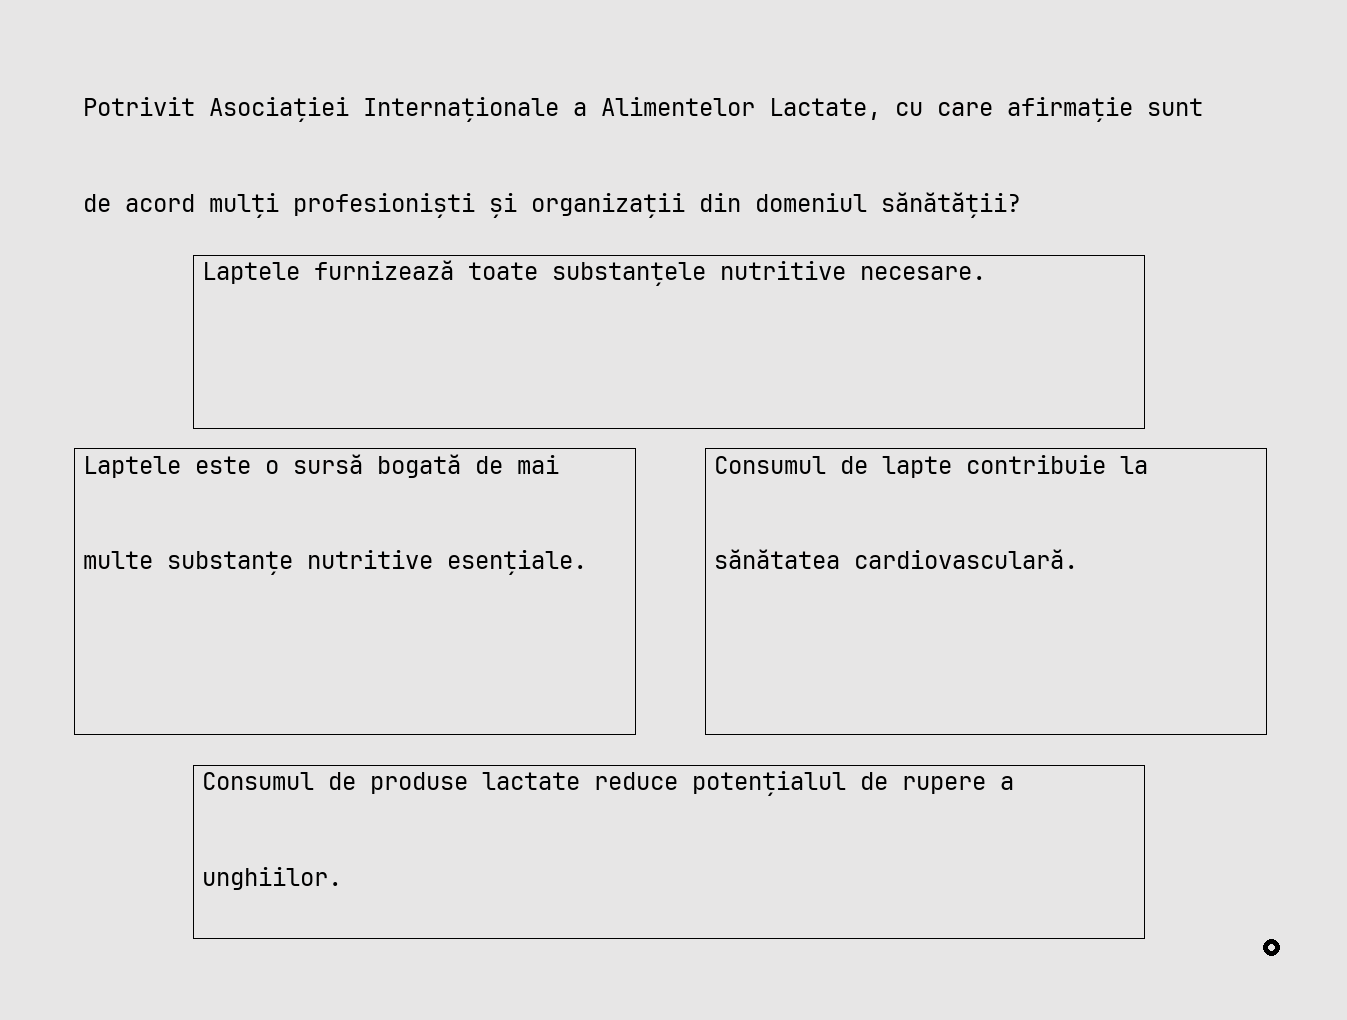 Potrivit Asociației Internaționale a Alimentelor Lactate, cu care afirmație sunt
de acord mulți profesioniști și organizații din domeniul sănătății?
Laptele furnizează toate substanțele nutritive necesare.
Laptele este o sursă bogată de mai
multe substanțe nutritive esențiale.
Consumul de lapte contribuie la
sănătatea cardiovasculară.
Consumul de produse lactate reduce potențialul de rupere a
unghiilor.